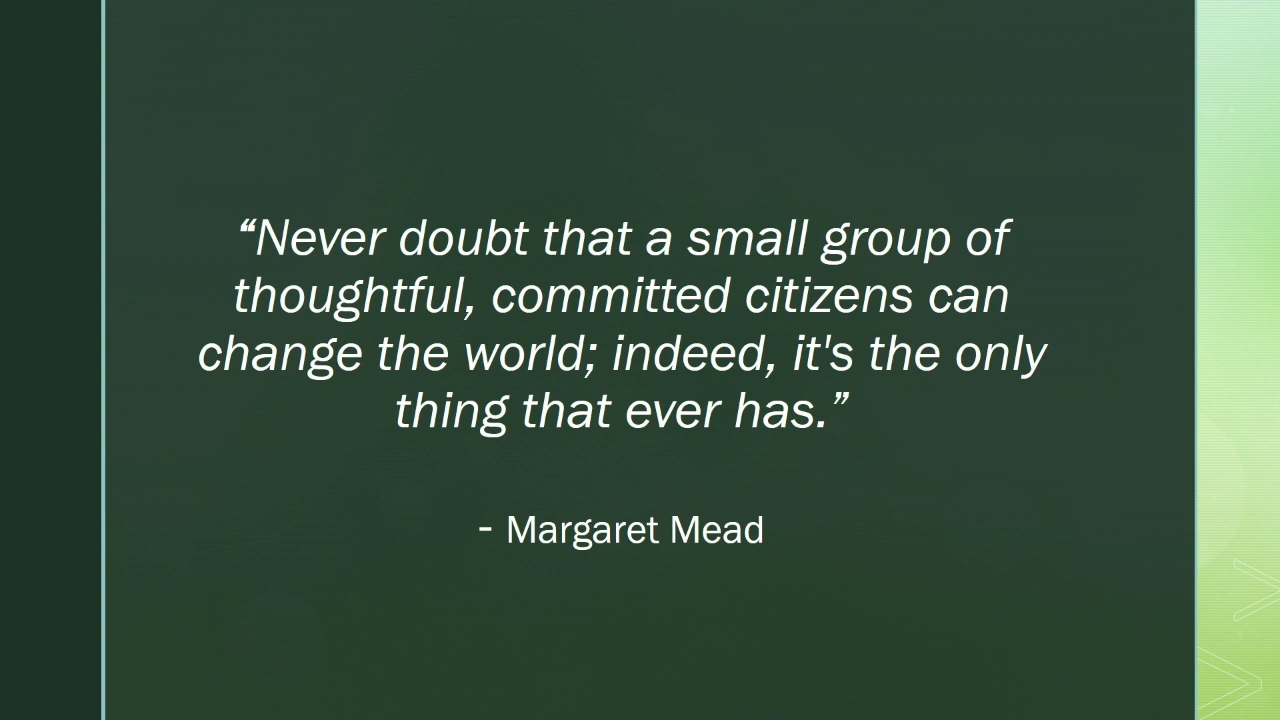 “Never doubt that a small group of
thoughtful, committed citizens can
change the world; indeed, it's the only
thing that ever has.”
- Margaret Mead